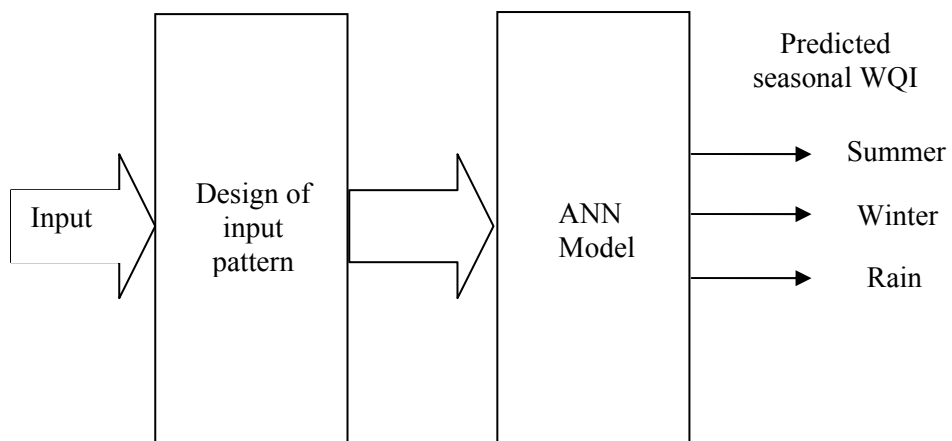 Input
Design of
input
pattern
ANN
Model
Predicted
seasonal WQI
Summer
Winter
Rain